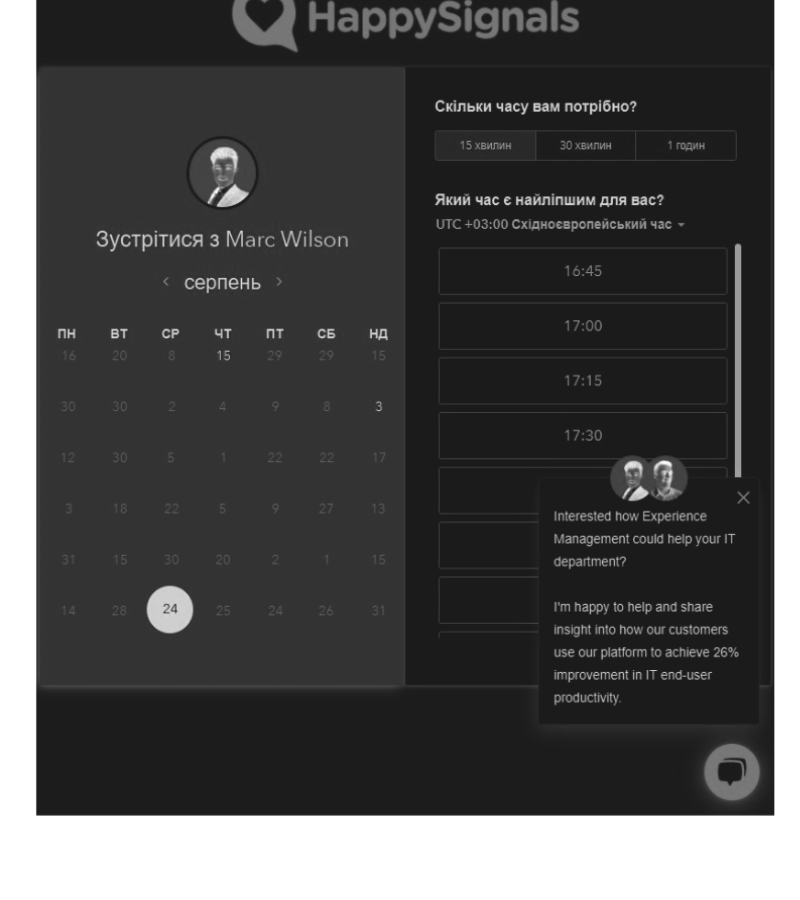 HappySignals
Зустрітися з Marc Wilson
серпень
ПН ВТ СР ЧТ ПТ СБ НД
16 20 8 15 29 29 15
30 30 2 4 9 8 3
12 30 5 1 22 22 17
3 18 22 5 9 27 13
31 15 30 20 2 1 15
14 28 24 25 24 26 31
Скільки часу вам потрібно?
15 хвилин 30 хвилин 1 годин
Який час є найліпшим для вас?
UTC +03:00 Східноєвропейський час
16:45
17:00
17:15
17:30
Interested how Experience
Management could help your IT
department?
I'm happy to help and share
insight into how our customers
use our platform to achieve 26%
improvement in IT end-user
productivity.